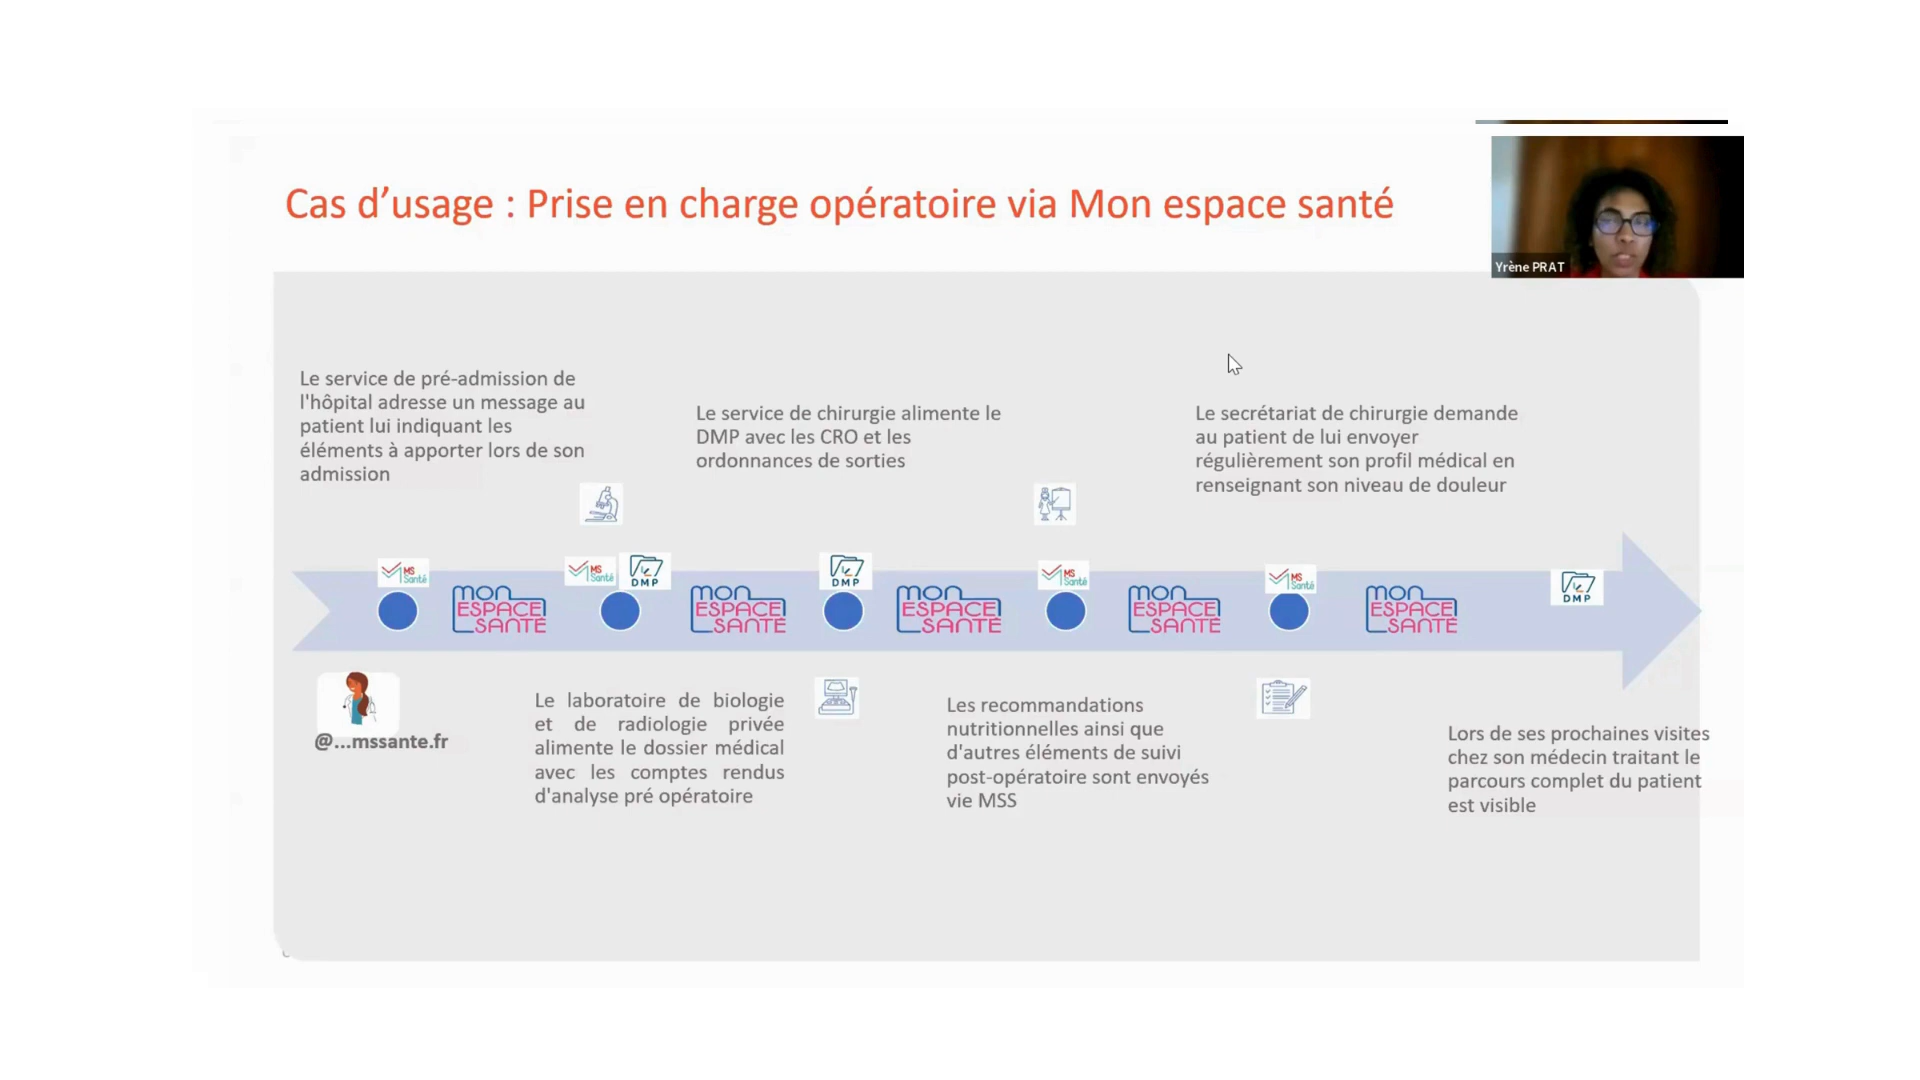 Cas d’usage : Prise en charge opératoire via Mon espace santé
Yrène PRAT
Le service de pré-admission de
l'hôpital adresse un message au
patient lui indiquant les
éléments à apporter lors de son
admission
Le service de chirurgie alimente le
DMP avec les CRO et les
ordonnances de sorties
Le secrétariat de chirurgie demande
au patient de lui envoyer
régulièrement son profil médical en
renseignant son niveau de douleur
MS
Santé
MON
ESPACE
SANTÉ
MS
Santé
DMP
MON
ESPACE
SANTÉ
DMP
MON
ESPACE
SANTÉ
MS
Santé
MON
ESPACE
SANTÉ
MS
Santé
MON
ESPACE
SANTÉ
DMP
@...mssante.fr
Le laboratoire de biologie
et de radiologie privée
alimente le dossier médical
avec les comptes rendus
d'analyse pré opératoire
Les recommandations
nutritionnelles ainsi que
d'autres éléments de suivi
post-opératoire sont envoyés
vie MSS
Lors de ses prochaines visites
chez son médecin traitant le
parcours complet du patient
est visible